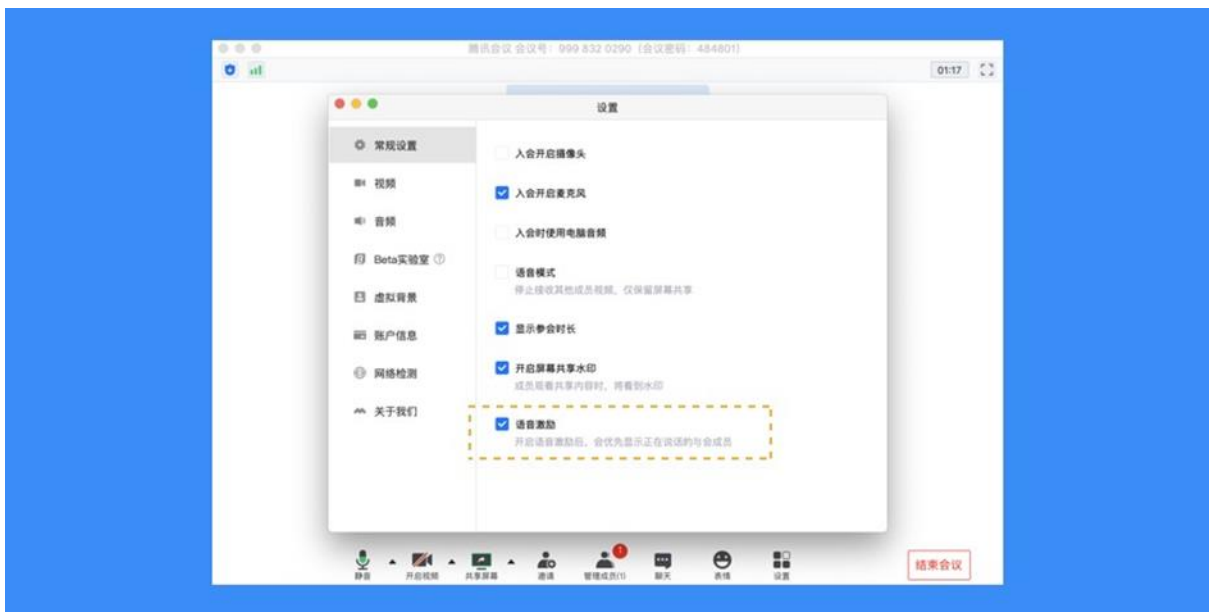 腾讯会议 会议号：999 832 0290（会议密码：484801）
01:17
设置
常规设置
视频
音频
Beta实验室
虚拟背景
账户信息
网络检测
关于我们
入会开启摄像头
入会开启麦克风
入会时使用电脑音频
语音模式
停止接收其他成员视频，仅保留屏幕共享
显示参会时长
开启屏幕共享水印
成员观看共享内容时，将看到水印
语音激励
开启语音激励后，会优先显示正在说话的与会成员
1
静音 开启视频 共享屏幕 邀请 管理成员(1) 聊天 表情 设置
结束会议